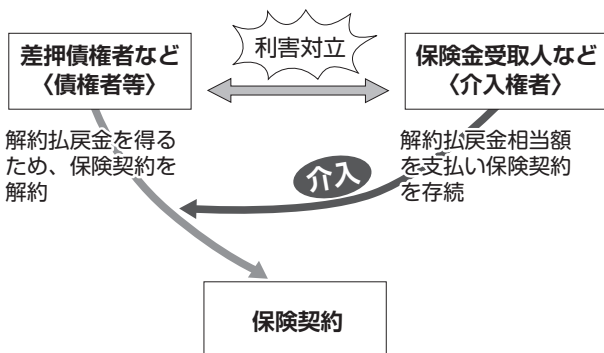 差押債権者など
〈債権者等〉
利害対立
保険金受取人など
〈介入権者〉
解約払戻金を得る
ため、保険契約を
解約
解約払戻金相当額
を支払い保険契約
を存続
介入
保険契約